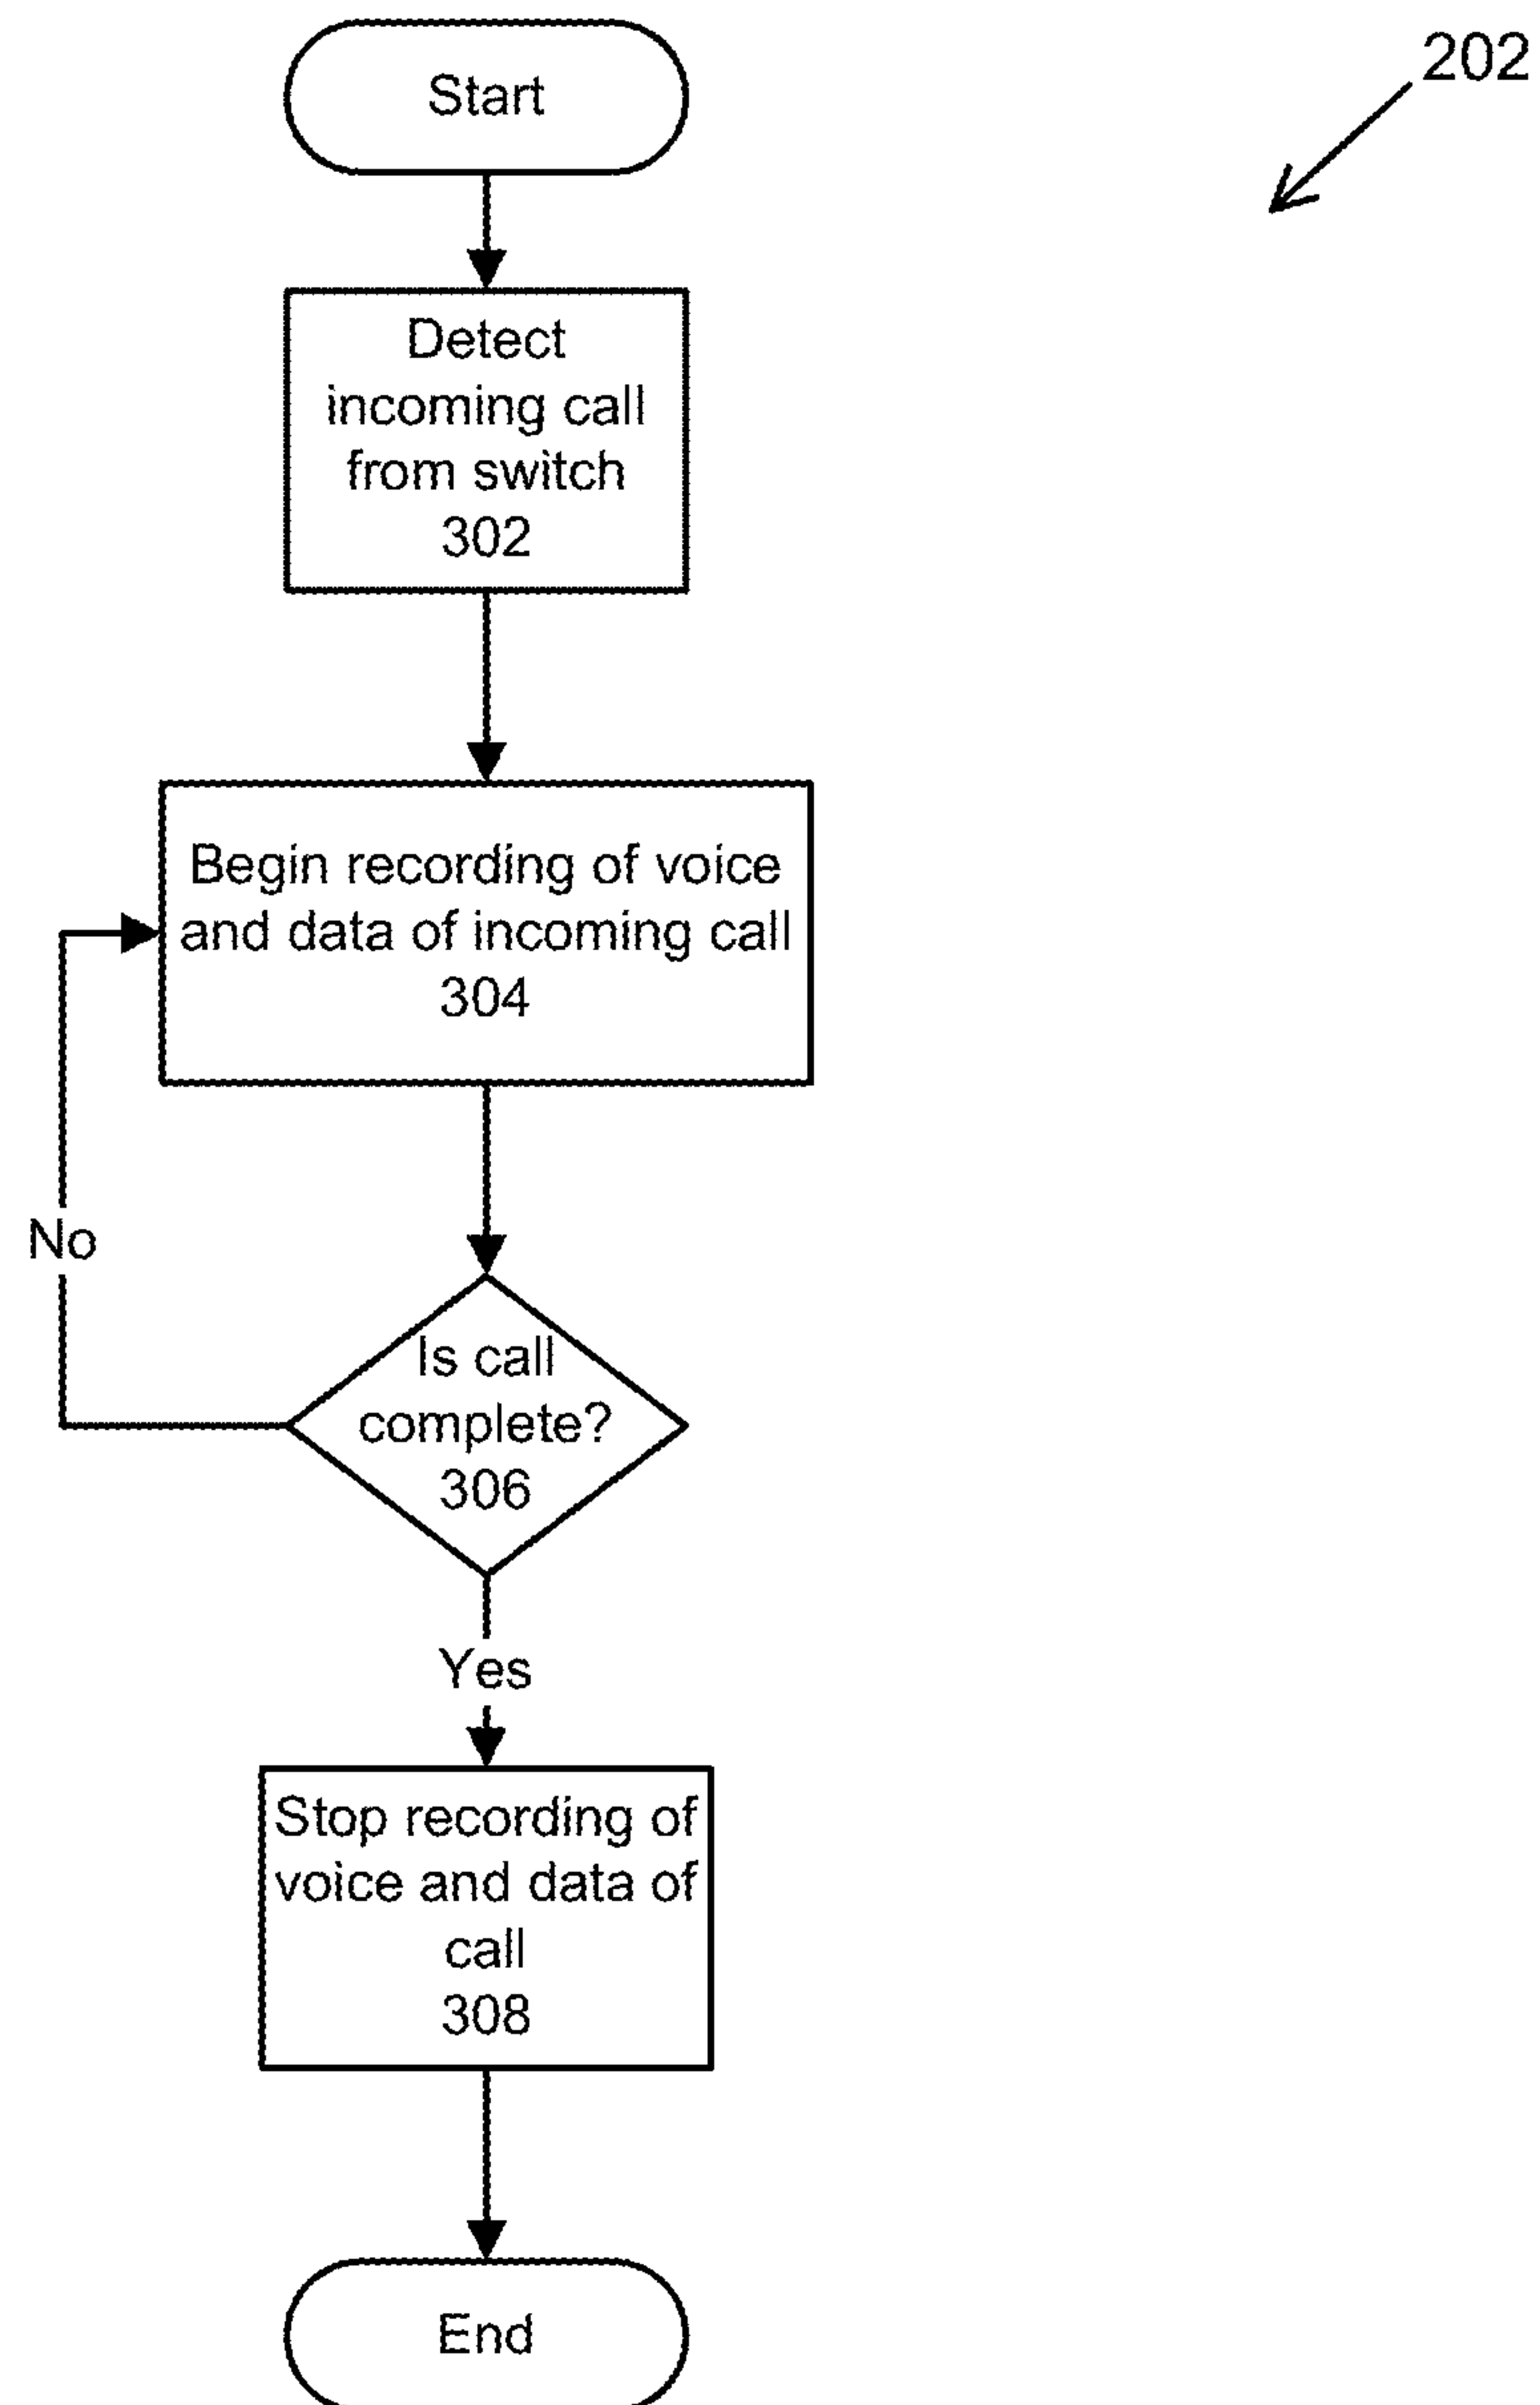 202
Start
Detect
incoming call
from switch
302
Begin recording of voice
and data of incoming call
304
No
Is call
complete?
306
Yes
Stop recording of
voice and data of
call
308
End